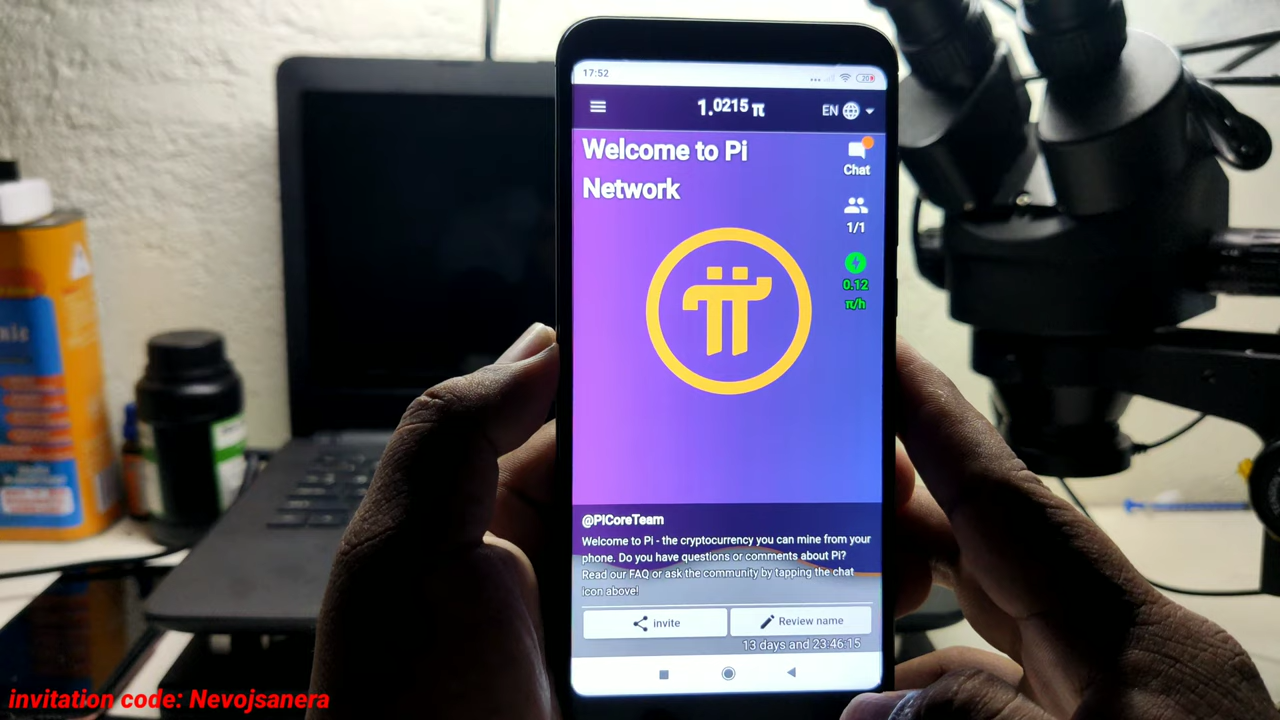 17:52
20
1.0215 π
EN
Welcome to Pi
Network
Chat
1/1
0.12
π/h
@PICoreTeam
Welcome to Pi - the cryptocurrency you can mine from your
phone. Do you have questions or comments about Pi?
Read our FAQ or ask the community by tapping the chat
icon above!
invite
Review name
13 days and 23:46:15
invitation code: Nevojsanera